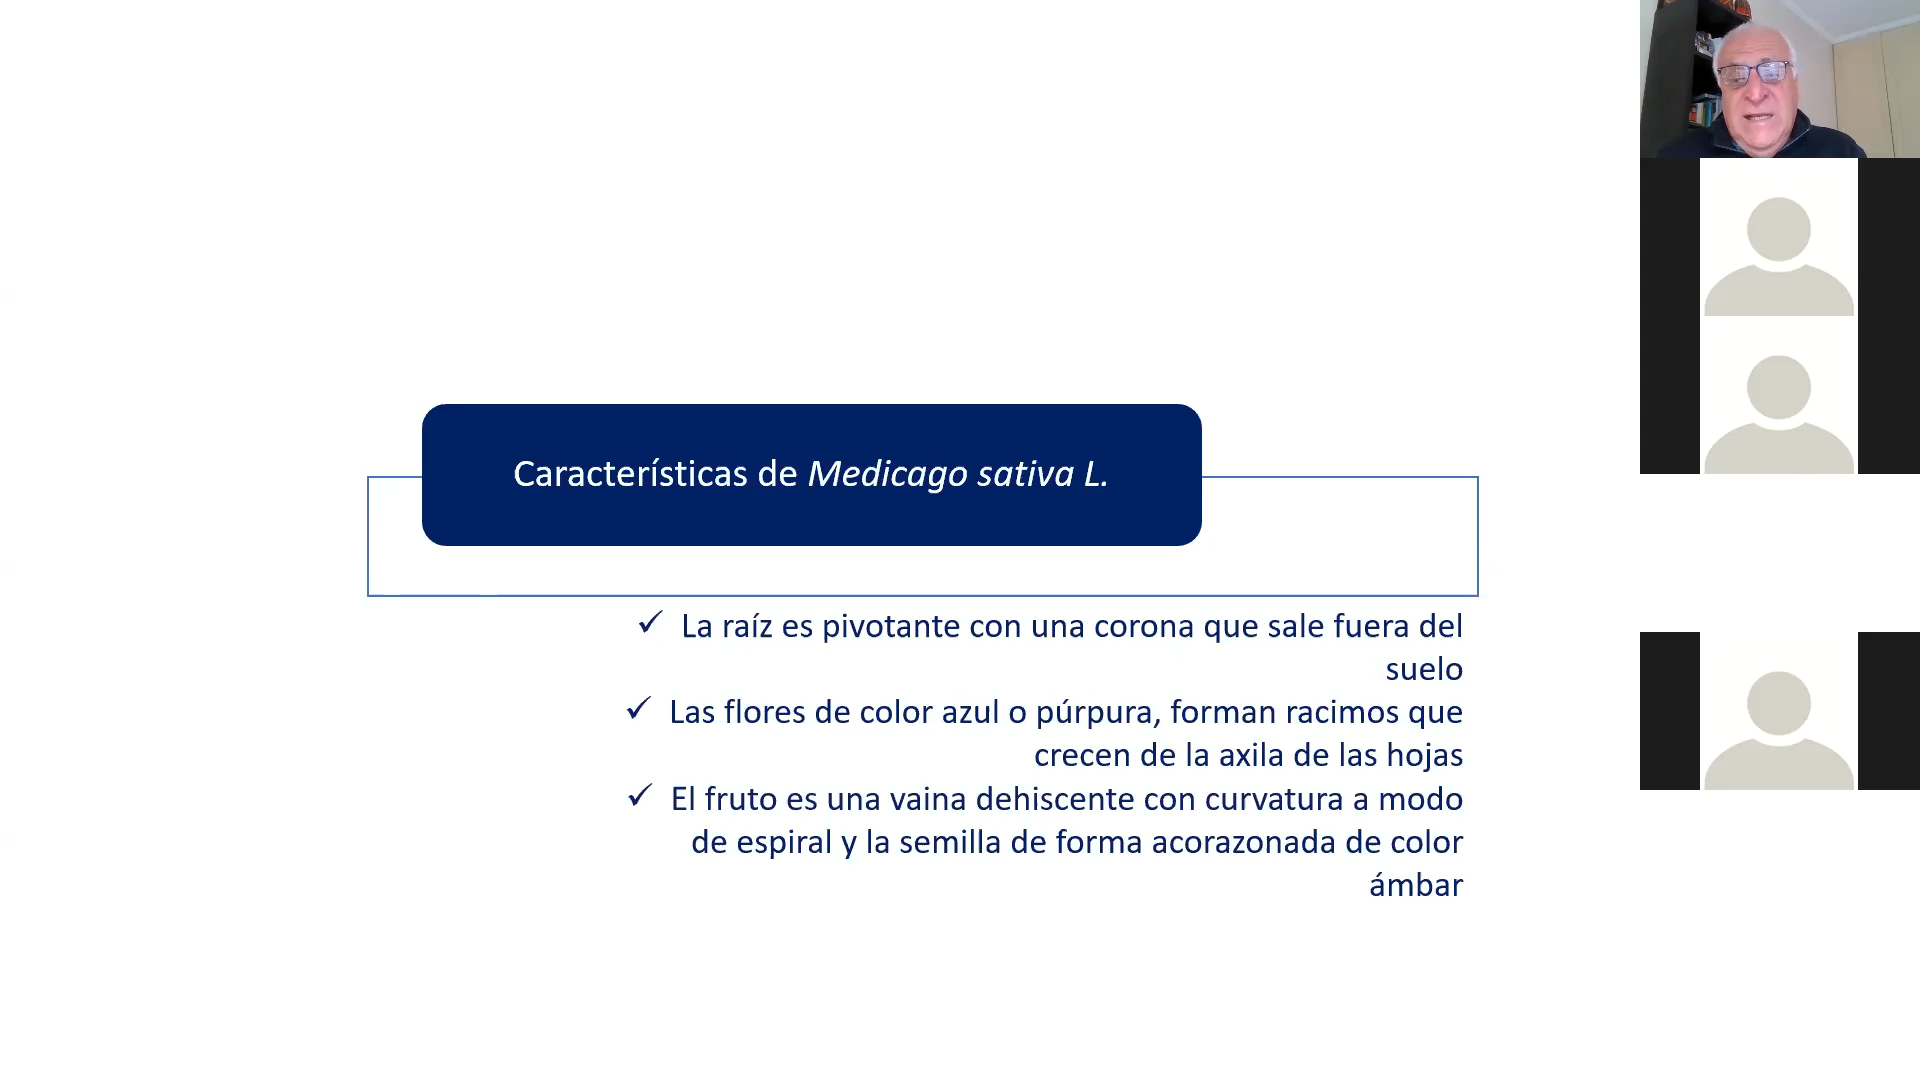 Características de Medicago sativa L.
✓ La raíz es pivotante con una corona que sale fuera del
suelo
✓ Las flores de color azul o púrpura, forman racimos que
crecen de la axila de las hojas
✓ El fruto es una vaina dehiscente con curvatura a modo
de espiral y la semilla de forma acorazonada de color
ámbar